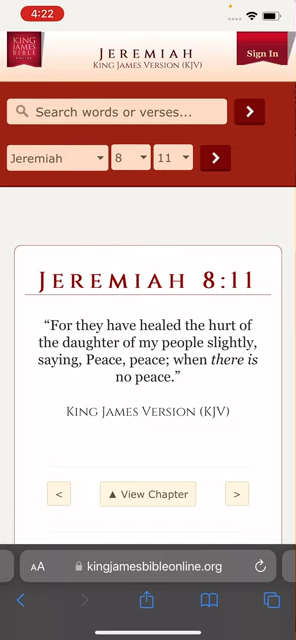 4:22
KING
JAMES
BIBLE
ONLINE
JEREMIAH
KING JAMES VERSION (KJV)
Sign In
Search words or verses...
Jeremiah 8 11
JEREMIAH 8:11
“For they have healed the hurt of
the daughter of my people slightly,
saying, Peace, peace; when there is
no peace.”
KING JAMES VERSION (KJV)
< ▲ View Chapter >
AA kingjamesbibleonline.org